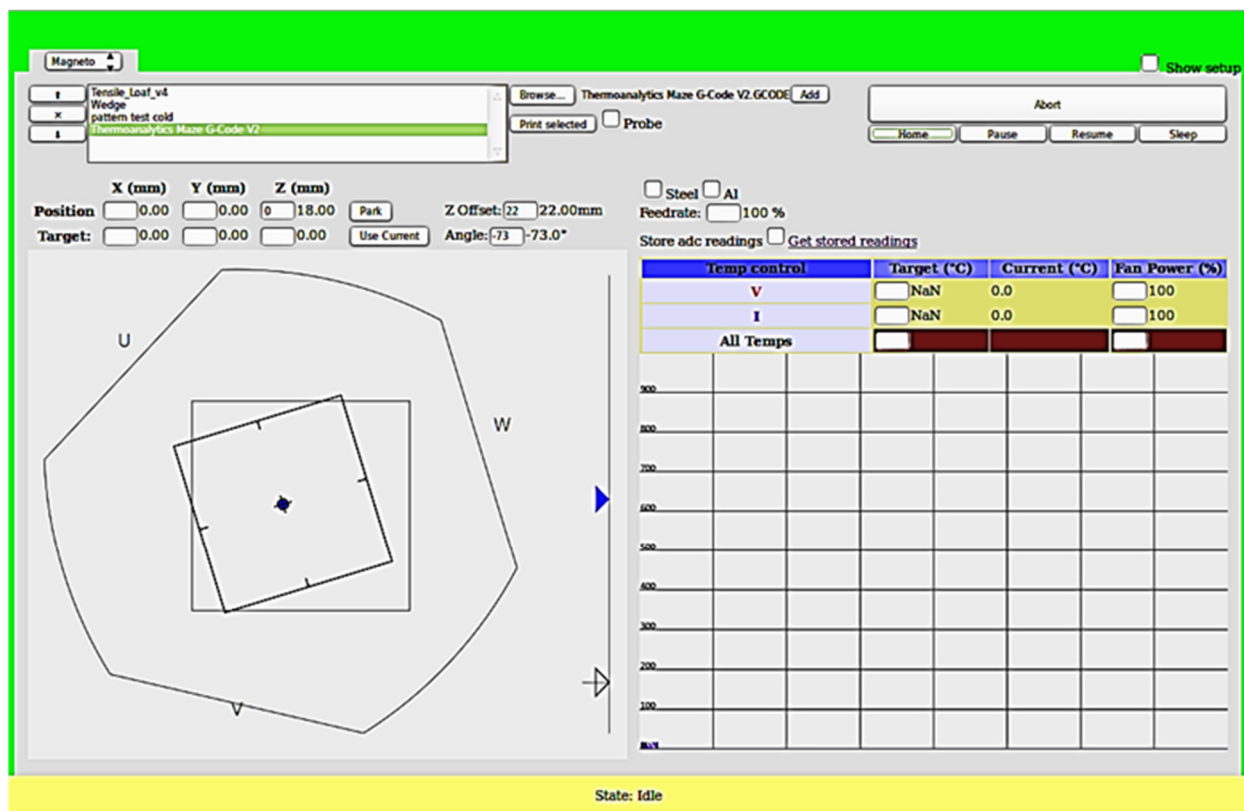 Magneto
Show setup
Tensile_Loaf_v4
Wedge
pattern test cold
Thermoanalytics Maze G-Code V2
Browse... Thermoanalytics Maze G-Code V2.GCODE Add
Print selected Probe
Abort
Home Pause Resume Sleep
X (mm) Y (mm) Z (mm)
Position 0.00 0.00 0 18.00 Park Z Offset: 22 22.00mm
Target: 0.00 0.00 0.00 Use Current Angle: -73 -73.0°
Steel Al
Feedrate: 100 %
Store adc readings Get stored readings
Temp control Target (°C) Current (°C) Fan Power (%)
V NaN 0.0 100
I NaN 0.0 100
All Temps
U
W
V
900
800
700
600
500
400
300
200
100
State: Idle